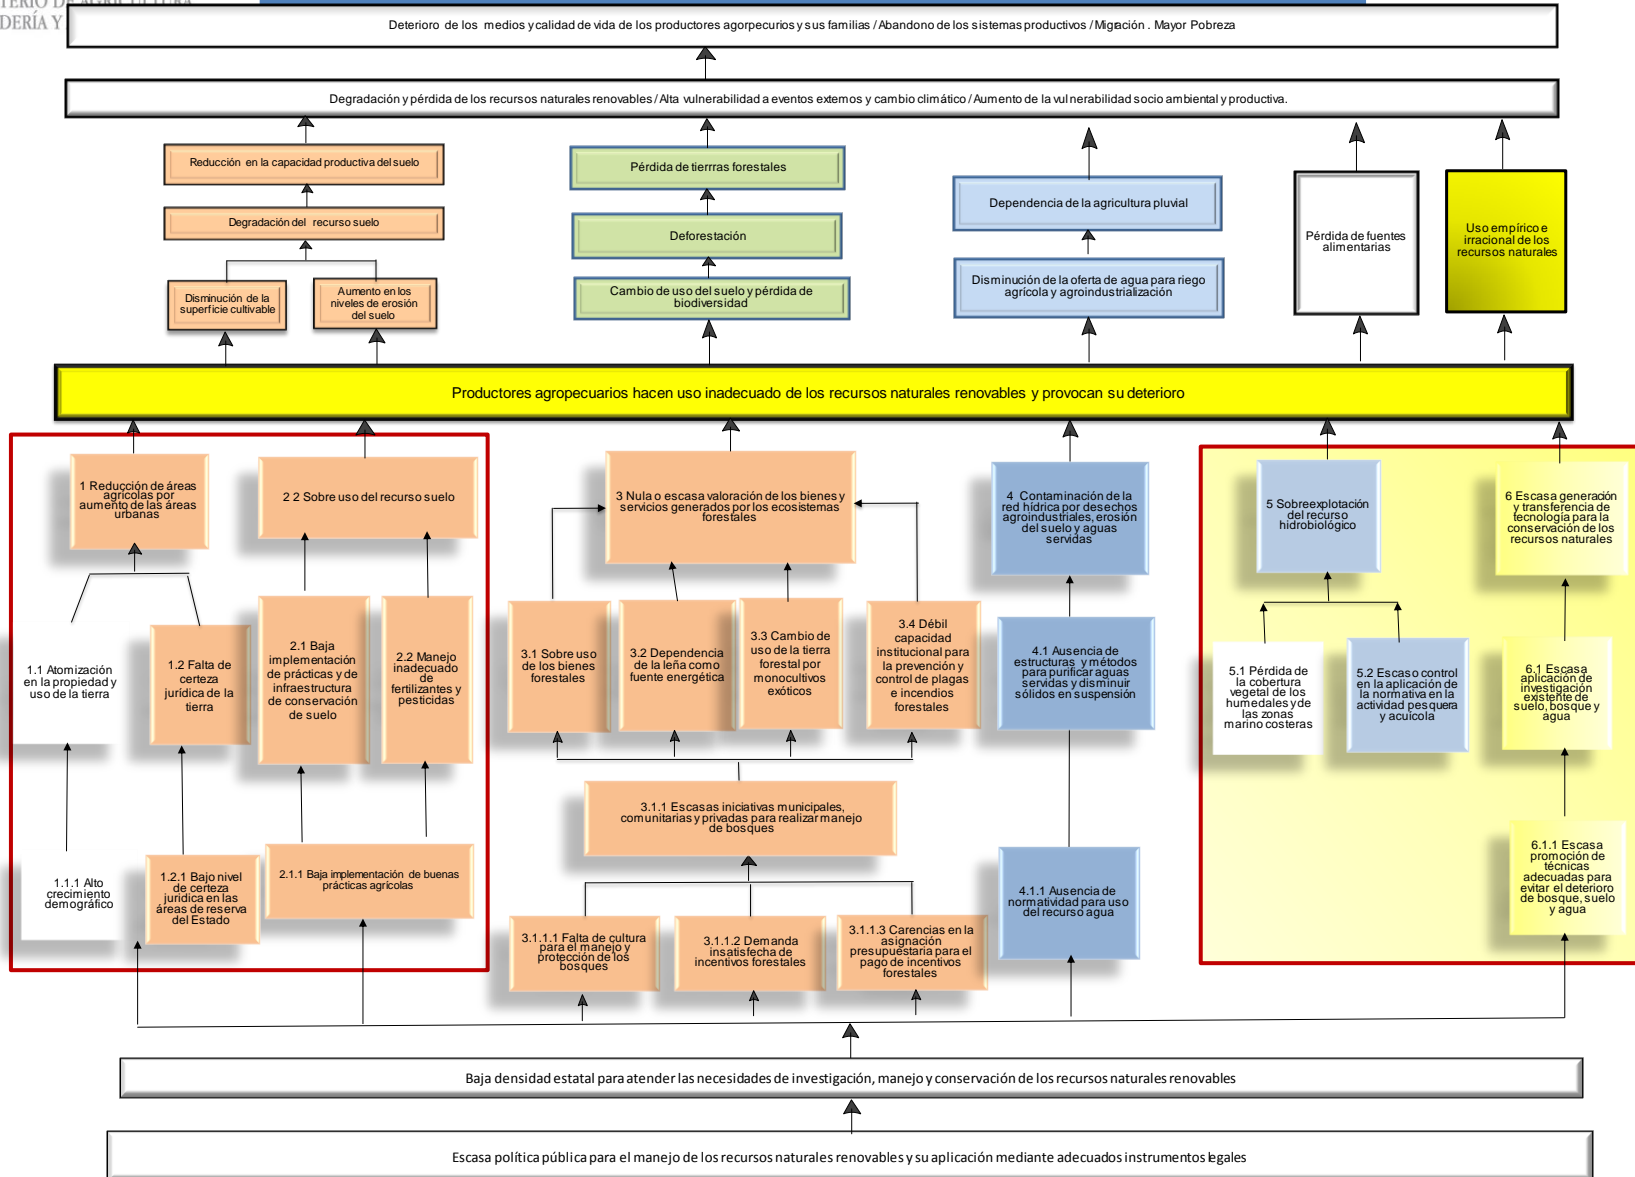 DERÍA Y
Deterioro de los medios y calidad de vida de los productores agorpecurios y sus familias / Abandono de los sistemas productivos / Migración . Mayor Pobreza
Degradación y pérdida de los recursos naturales renovables / Alta vulnerabilidad a eventos externos y cambio climático / Aumento de la vulnerabilidad socio ambiental y productiva.
Reducción en la capacidad productiva del suelo
Degradación del recurso suelo
Disminución de la
superficie cultivable
Aumento en los
niveles de erosión
del suelo
Pérdida de tierrras forestales
Deforestación
Cambio de uso del suelo y pérdida de
biodiversidad
Dependencia de la agricultura pluvial
Disminución de la oferta de agua para riego
agrícola y agroindustrialización
Pérdida de fuentes
alimentarias
Uso empírico e
irracional de los
recursos naturales
Productores agropecuarios hacen uso inadecuado de los recursos naturales renovables y provocan su deterioro
1 Reducción de áreas
agrícolas por
aumento de las áreas
urbanas
2 2 Sobre uso del recurso suelo
3 Nula o escasa valoración de los bienes y
servicios generados por los ecosistemas
forestales
4 Contaminación de la
red hídrica por desechos
agroindustriales, erosión
del suelo y aguas
servidas
5 Sobreexplotación
del recurso
hidrobiológico
6 Escasa generación
y transferencia de
tecnología para la
conservación de los
recursos naturales
1.1 Atomización
en la propiedad y
uso de la tierra
1.2 Falta de
certeza
jurídica de la
tierra
2.1 Baja
implementación
de prácticas y de
infraestructura
de conservación
de suelo
2.2 Manejo
inadecuado
de
fertilizantes y
pesticidas
3.1 Sobre uso
de los bienes
forestales
3.2 Dependencia
de la leña como
fuente energética
3.3 Cambio de
uso de la tierra
forestal por
monocultivos
exóticos
3.4 Débil
capacidad
institucional para
la prevención y
control de plagas
e incendios
forestales
4.1 Ausencia de
estructuras y métodos
para purificar aguas
servidas y disminuir
sólidos en suspensión
5.1 Pérdida de
la cobertura
vegetal de los
humedales y de
las zonas
marino costeras
5.2 Escaso control
en la aplicación de
la normativa en la
actividad pesquera
y acuícola
6.1 Escasa
aplicación de
investigación
existente de
suelo, bosque y
agua
1.1.1 Alto
crecimiento
demográfico
1.2.1 Bajo nivel
de certeza
jurídica en las
áreas de reserva
del Estado
2.1.1 Baja implementación de buenas
prácticas agrícolas
3.1.1 Escasas iniciativas municipales,
comunitarias y privadas para realizar manejo
de bosques
4.1.1 Ausencia de
normatividad para uso
del recurso agua
6.1.1 Escasa
promoción de
técnicas
adecuadas para
evitar el deterioro
de bosque, suelo
y agua
3.1.1.1 Falta de cultura
para el manejo y
protección de los
bosques
3.1.1.2 Demanda
insatisfecha de
incentivos forestales
3.1.1.3 Carencias en la
asignación
presupuestaria para el
pago de incentivos
forestales
Baja densidad estatal para atender las necesidades de investigación, manejo y conservación de los recursos naturales renovables
Escasa política pública para el manejo de los recursos naturales renovables y su aplicación mediante adecuados instrumentos legales